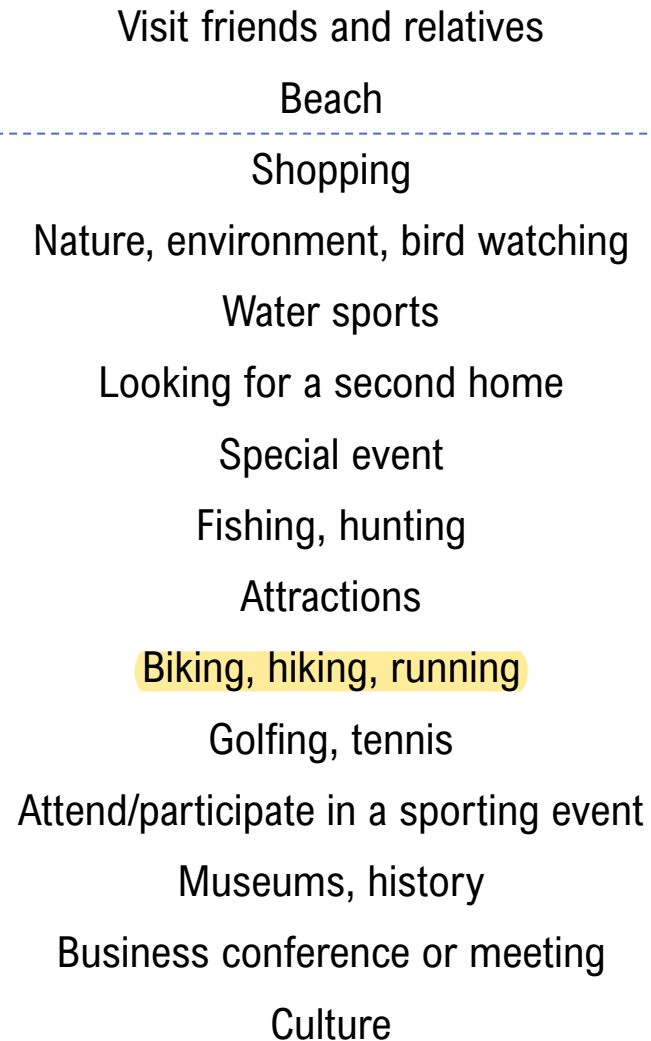 Visit friends and relatives
Beach
Shopping
Nature, environment, bird watching
Water sports
Looking for a second home
Special event
Fishing, hunting
Attractions
Biking, hiking, running
Golfing, tennis
Attend/participate in a sporting event
Museums, history
Business conference or meeting
Culture